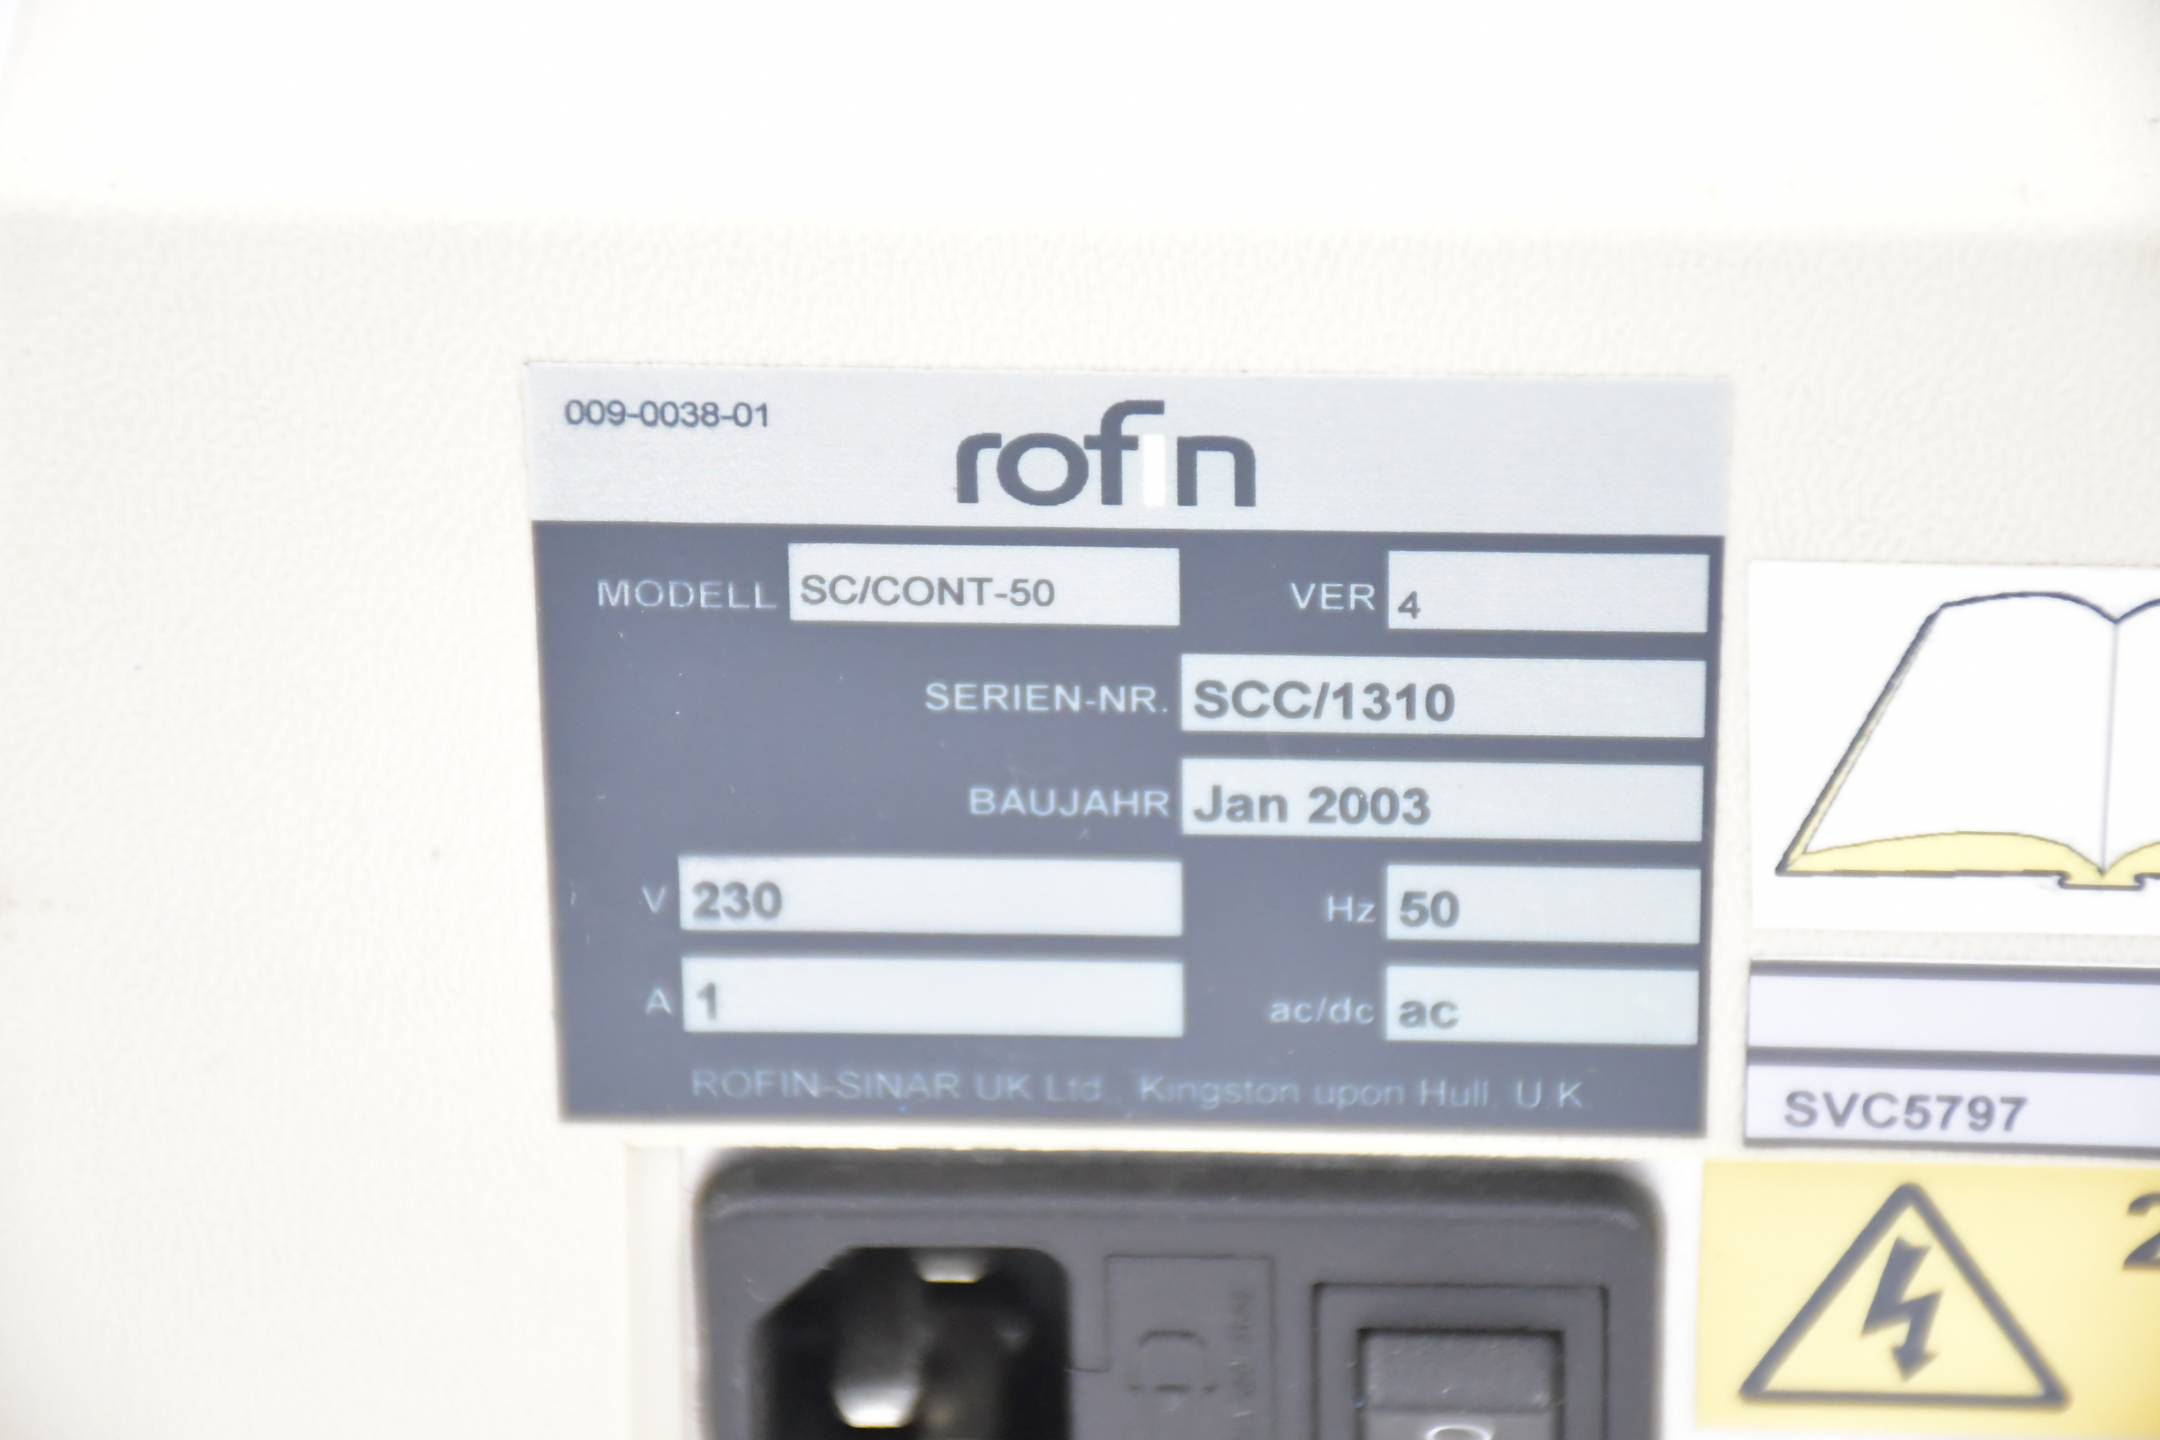 009-0038-01
rofin
MODELL SC/CONT-50 VER 4
SERIEN-NR. SCC/1310
BAUJAHR Jan 2003
V 230 Hz 50
A 1 ac/dc ac
ROFIN-SINAR UK Ltd., Kingston upon Hull, U.K.
SVC5797
2